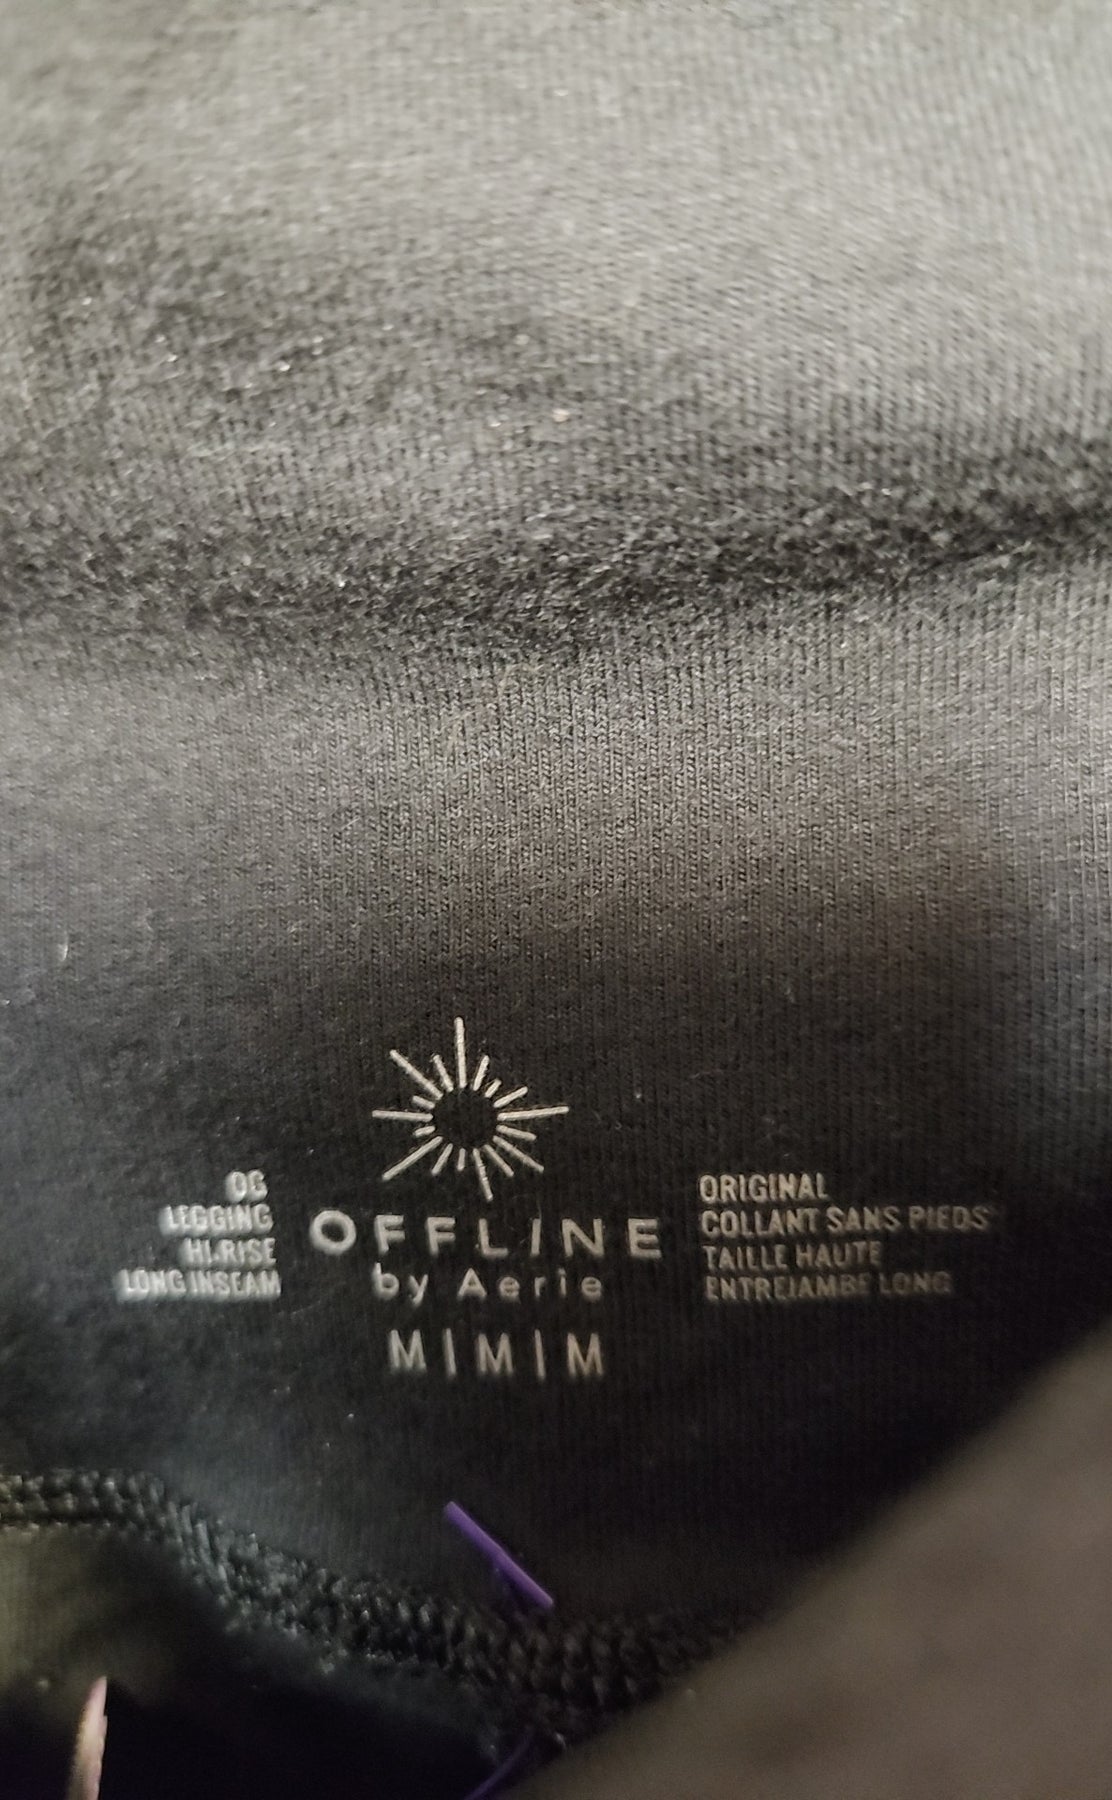 OG
LEGGING
HI-RISE
LONG INSEAM
OFFLINE
by Aerie
M|M|M
ORIGINAL
COLLANT SANS PIEDS
TAILLE HAUTE
ENTREJAMBE LONG